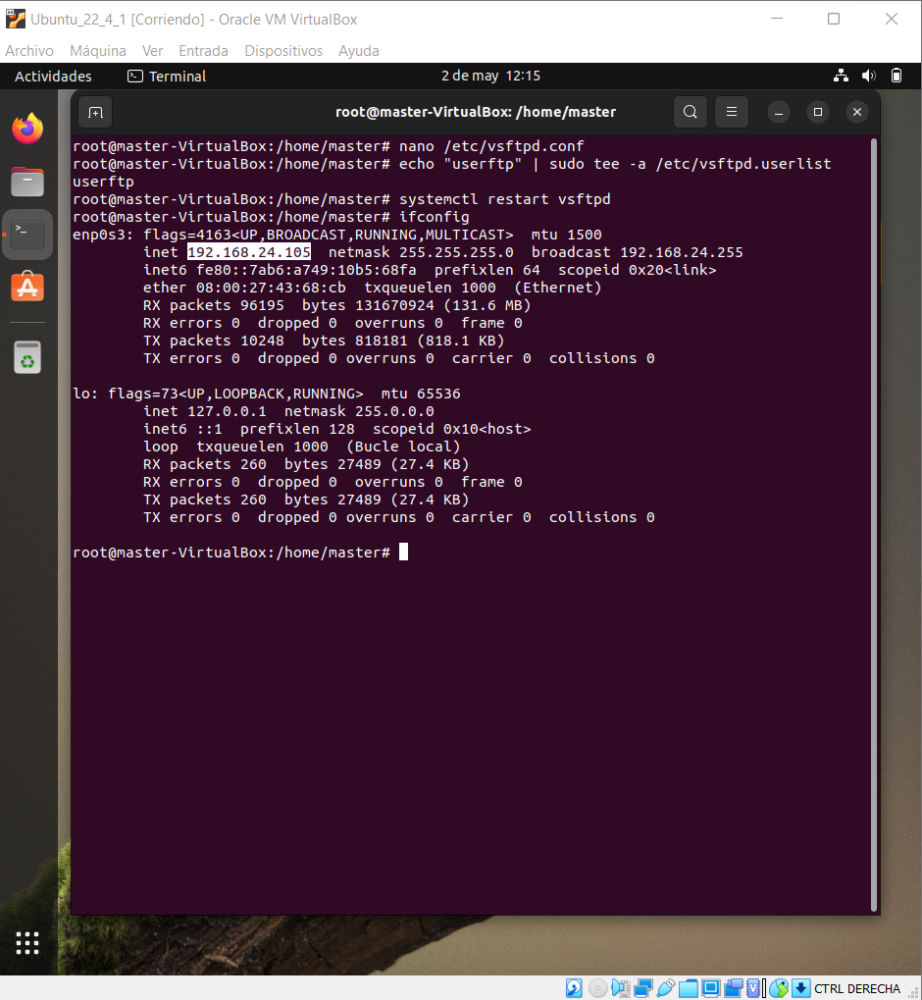 Ubuntu_22_4_1 [Corriendo] - Oracle VM VirtualBox
Archivo Máquina Ver Entrada Dispositivos Ayuda
Actividades Terminal 2 de may 12:15
root@master-VirtualBox: /home/master
root@master-VirtualBox:/home/master# nano /etc/vsftpd.conf
root@master-VirtualBox:/home/master# echo "userftp" | sudo tee -a /etc/vsftpd.userlist
userftp
root@master-VirtualBox:/home/master# systemctl restart vsftpd
root@master-VirtualBox:/home/master# ifconfig
enp0s3: flags=4163<UP,BROADCAST,RUNNING,MULTICAST>  mtu 1500
        inet 192.168.24.105  netmask 255.255.255.0  broadcast 192.168.24.255
        inet6 fe80::7ab6:a749:10b5:68fa  prefixlen 64  scopeid 0x20<link>
        ether 08:00:27:43:68:cb  txqueuelen 1000  (Ethernet)
        RX packets 96195  bytes 131670924 (131.6 MB)
        RX errors 0  dropped 0  overruns 0  frame 0
        TX packets 10248  bytes 818181 (818.1 KB)
        TX errors 0  dropped 0 overruns 0  carrier 0  collisions 0
lo: flags=73<UP,LOOPBACK,RUNNING>  mtu 65536
        inet 127.0.0.1  netmask 255.0.0.0
        inet6 ::1  prefixlen 128  scopeid 0x10<host>
        loop  txqueuelen 1000  (Bucle local)
        RX packets 260  bytes 27489 (27.4 KB)
        RX errors 0  dropped 0  overruns 0  frame 0
        TX packets 260  bytes 27489 (27.4 KB)
        TX errors 0  dropped 0 overruns 0  carrier 0  collisions 0
root@master-VirtualBox:/home/master#
CTRL DERECHA